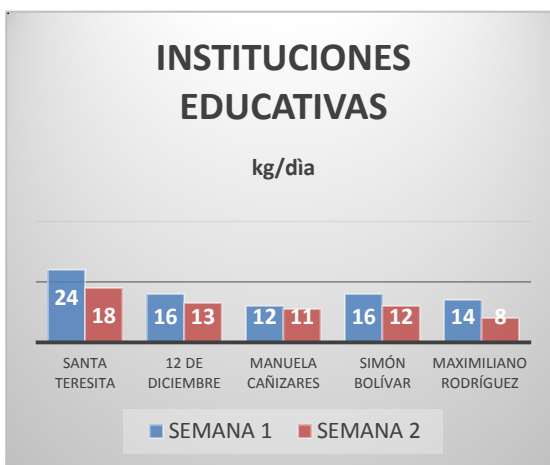 INSTITUCIONES
EDUCATIVAS
kg/dìa
24 18 16 13 12 11 16 12 14 8
SANTA
TERESITA
12 DE
DICIEMBRE
MANUELA
CAÑIZARES
SIMÓN
BOLÍVAR
MAXIMILIANO
RODRÍGUEZ
SEMANA 1 SEMANA 2